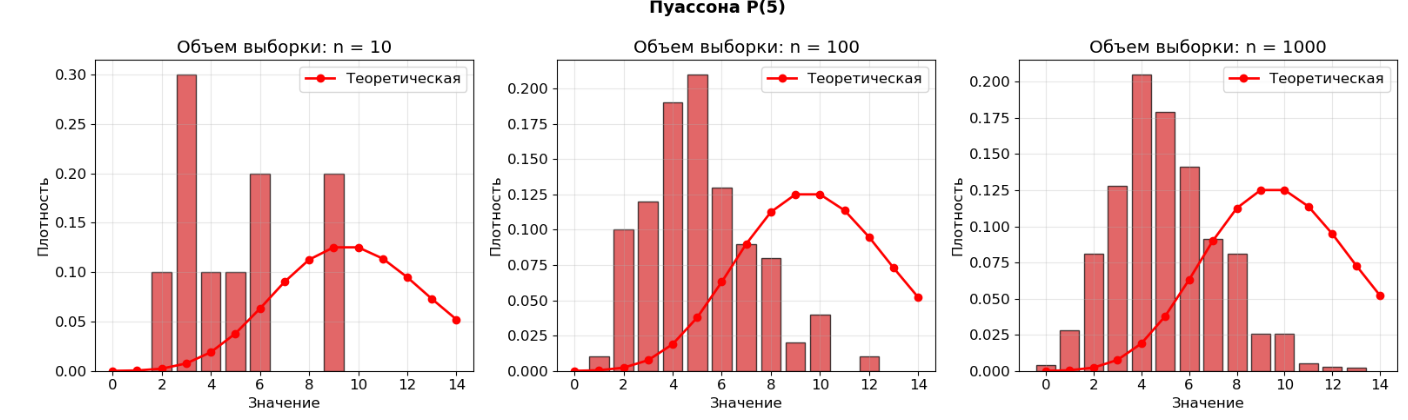 Пуассона P(5)
Объем выборки: n = 10
Теоретическая
Плотность
0.30
0.25
0.20
0.15
0.10
0.05
0.00
0 2 4 6 8 10 12 14
Значение
Объем выборки: n = 100
Теоретическая
Плотность
0.200
0.175
0.150
0.125
0.100
0.075
0.050
0.025
0.000
0 2 4 6 8 10 12 14
Значение
Объем выборки: n = 1000
Теоретическая
Плотность
0.200
0.175
0.150
0.125
0.100
0.075
0.050
0.025
0.000
0 2 4 6 8 10 12 14
Значение